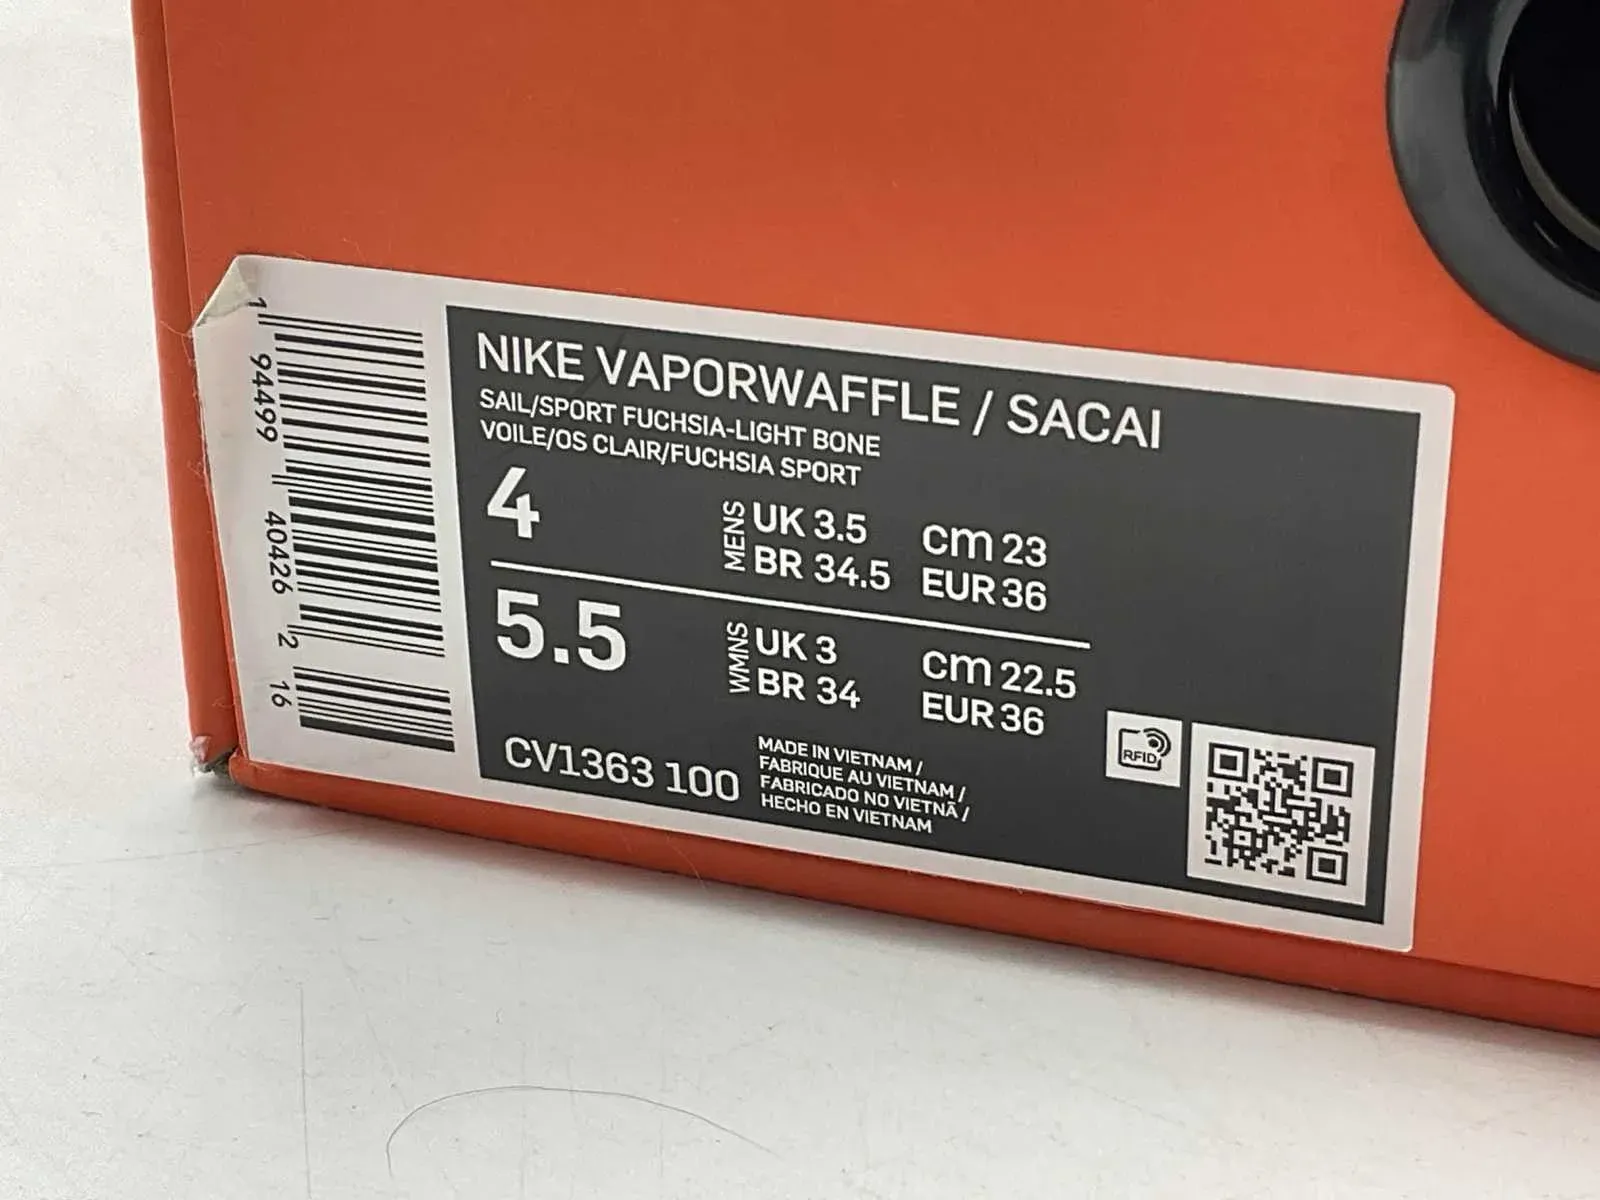 NIKE VAPORWAFFLE / SACAI
SAIL/SPORT FUCHSIA-LIGHT BONE
VOILE/OS CLAIR/FUCHSIA SPORT
4
MENS
UK 3.5 cm 23
BR 34.5 EUR 36
5.5
WMNS
UK 3 cm 22.5
BR 34 EUR 36
CV1363 100
MADE IN VIETNAM /
FABRIQUE AU VIETNAM /
FABRICADO NO VIETNÃ /
HECHO EN VIETNAM
RFID
1 94499 40426 2 16